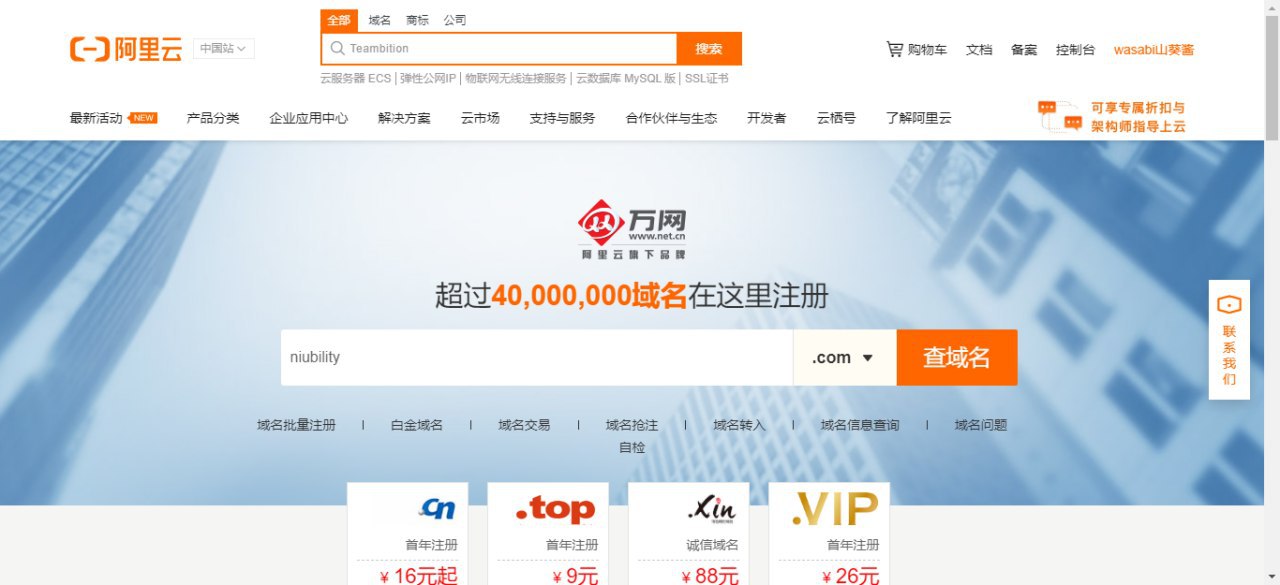 全部 域名 商标 公司
阿里云 中国站 Teambition 搜索 购物车 文档 备案 控制台 wasabi山葵酱
云服务器 ECS | 弹性公网IP | 物联网无线连接服务 | 云数据库 MySQL 版 | SSL证书
最新活动 NEW 产品分类 企业应用中心 解决方案 云市场 支持与服务 合作伙伴与生态 开发者 云栖号 了解阿里云
可享专属折扣与
架构师指导上云
万网
www.net.cn
阿里云旗下品牌
超过40,000,000域名在这里注册
niubility .com 查域名
联系我们
域名批量注册 | 白金域名 | 域名交易 | 域名抢注 | 域名转入 | 域名信息查询 | 域名问题
自检
.cn .top .Xin .VIP
首年注册 首年注册 诚信域名 首年注册
¥ 16元起 ¥ 9元 ¥ 88元 ¥ 26元